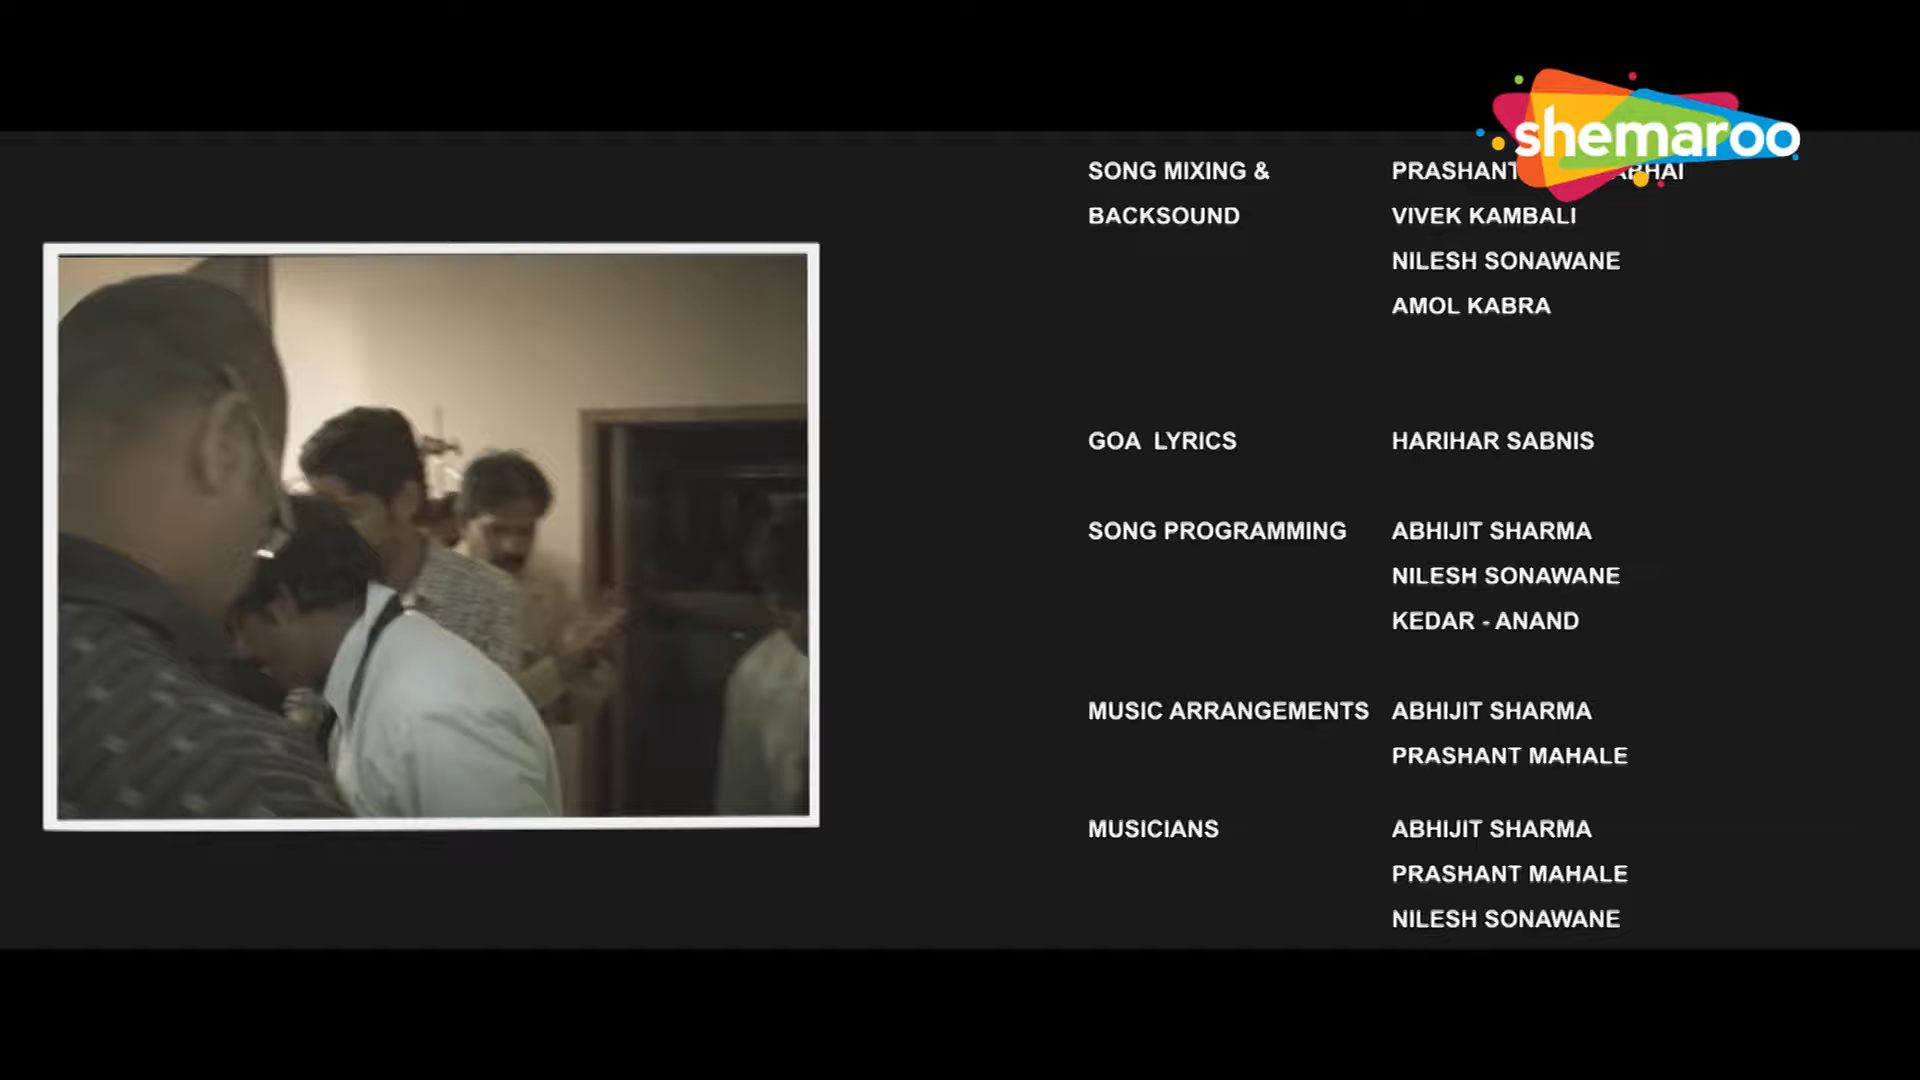 shemaroo
SONG MIXING & PRASHANT
BACKSOUND VIVEK KAMBALI
NILESH SONAWANE
AMOL KABRA
GOA LYRICS HARIHAR SABNIS
SONG PROGRAMMING ABHIJIT SHARMA
NILESH SONAWANE
KEDAR - ANAND
MUSIC ARRANGEMENTS ABHIJIT SHARMA
PRASHANT MAHALE
MUSICIANS ABHIJIT SHARMA
PRASHANT MAHALE
NILESH SONAWANE